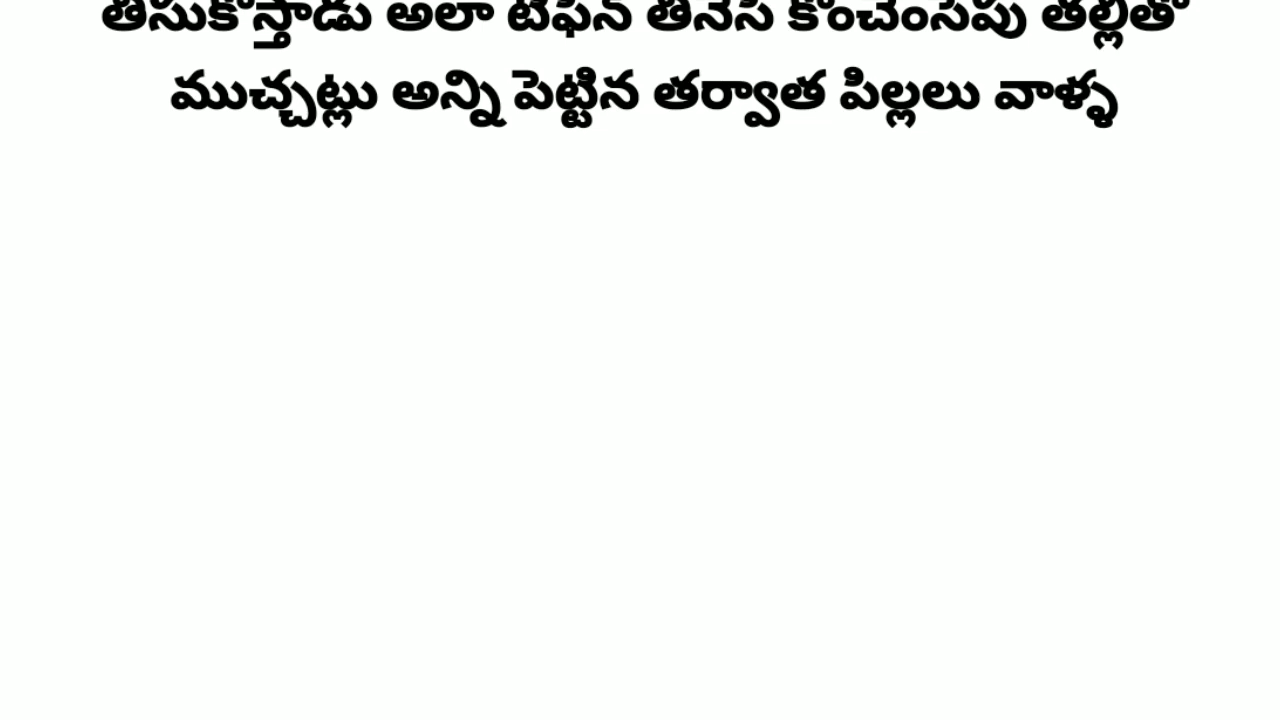 తీసుకొస్తాడు అలా టిఫిన్ తినేసి కొంచెంసేపు తల్లితో
ముచ్చట్లు అన్ని పెట్టిన తర్వాత పిల్లలు వాళ్ళ